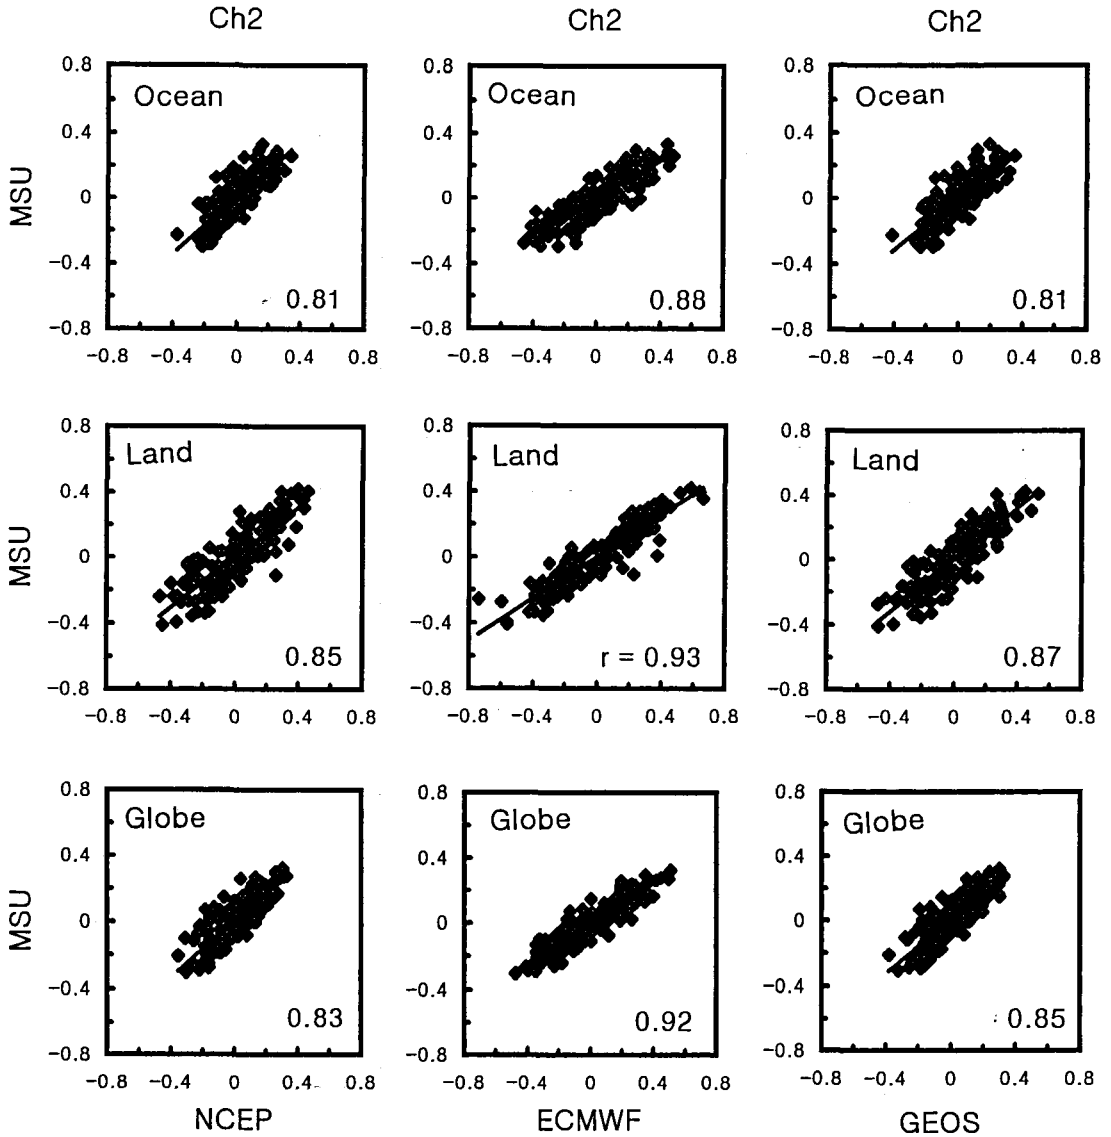 Ch2 Ch2 Ch2
0.8 0.8 0.8
Ocean Ocean Ocean
0.4 0.4 0.4
MSU 0 0 0
−0.4 −0.4 −0.4
0.81 0.88 0.81
−0.8 −0.8 −0.8
−0.8 −0.4 0 0.4 0.8 −0.8 −0.4 0 0.4 0.8 −0.8 −0.4 0 0.4 0.8
0.8 0.8 0.8
Land Land Land
0.4 0.4 0.4
MSU 0 0 0
−0.4 −0.4 −0.4
0.85 r = 0.93 0.87
−0.8 −0.8 −0.8
−0.8 −0.4 0 0.4 0.8 −0.8 −0.4 0 0.4 0.8 −0.8 −0.4 0 0.4 0.8
0.8 0.8 0.8
Globe Globe Globe
0.4 0.4 0.4
MSU 0 0 0
−0.4 −0.4 −0.4
0.83 0.92 0.85
−0.8 −0.8 −0.8
−0.8 −0.4 0 0.4 0.8 −0.8 −0.4 0 0.4 0.8 −0.8 −0.4 0 0.4 0.8
NCEP ECMWF GEOS